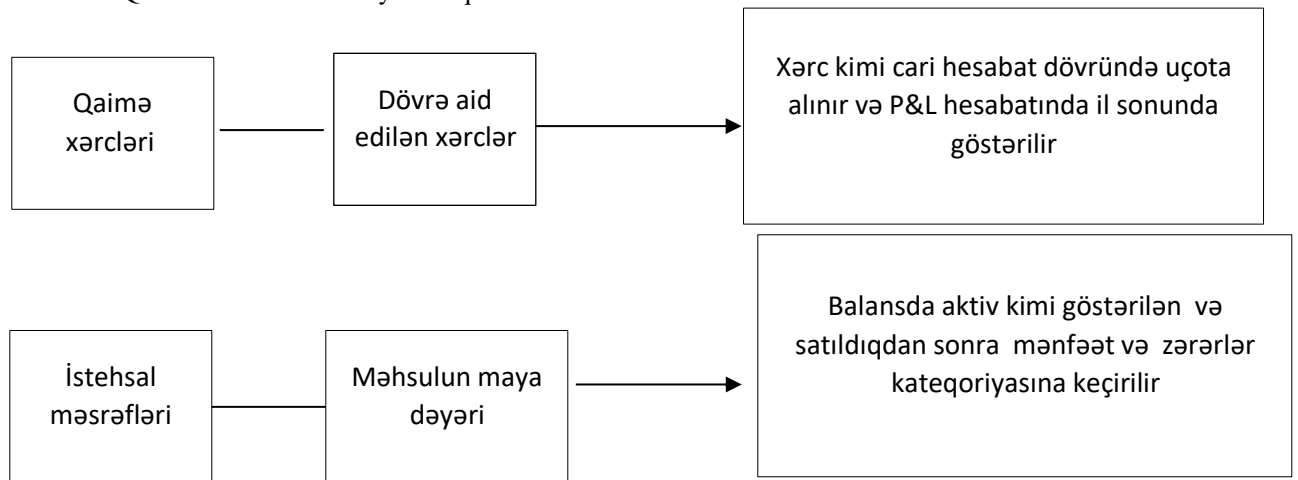 Qaimə
xərcləri
Dövrə aid
edilən xərclər
Xərc kimi cari hesabat dövründə uçota
alınır və P&L hesabatında il sonunda
göstərilir
İstehsal
məsrəfləri
Məhsulun maya
dəyəri
Balansda aktiv kimi göstərilən və
satıldıqdan sonra mənfəət və zərərlər
kateqoriyasına keçirilir